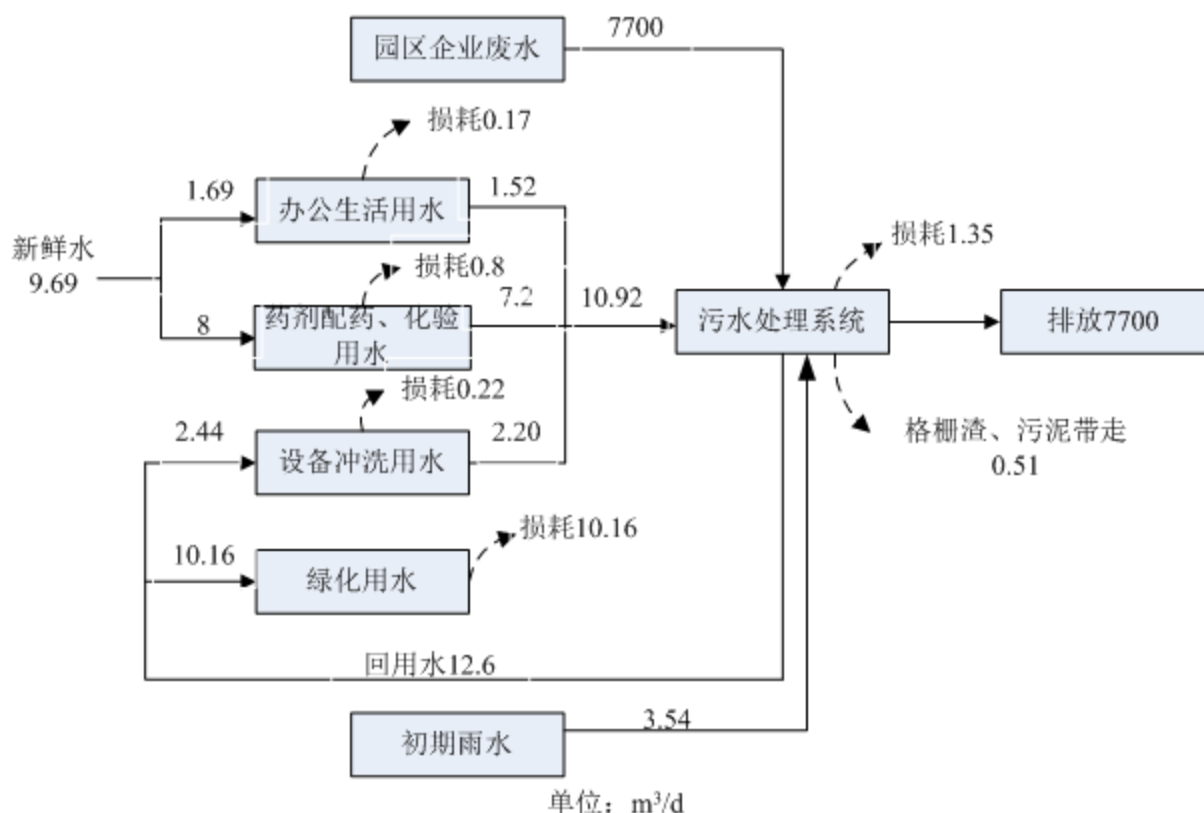 园区企业废水
7700
损耗0.17
1.69
办公生活用水
1.52
新鲜水
9.69
损耗0.8
8
药剂配药、化验
用水
7.2
10.92
污水处理系统
损耗1.35
排放7700
格栅渣、污泥带走
0.51
损耗0.22
2.44
设备冲洗用水
2.20
损耗10.16
10.16
绿化用水
回用水12.6
初期雨水
3.54
单位：m³/d